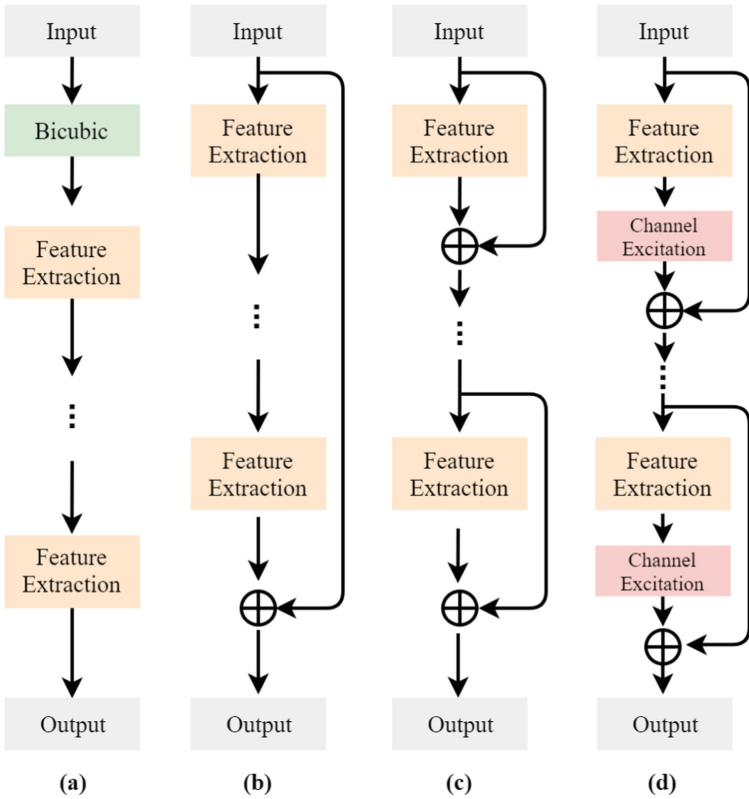 Input
Bicubic
Feature
Extraction
...
Feature
Extraction
Output
(a)
Input
Feature
Extraction
...
Feature
Extraction
Output
(b)
Input
Feature
Extraction
...
Feature
Extraction
Output
(c)
Input
Feature
Extraction
Channel
Excitation
....
Feature
Extraction
Channel
Excitation
Output
(d)